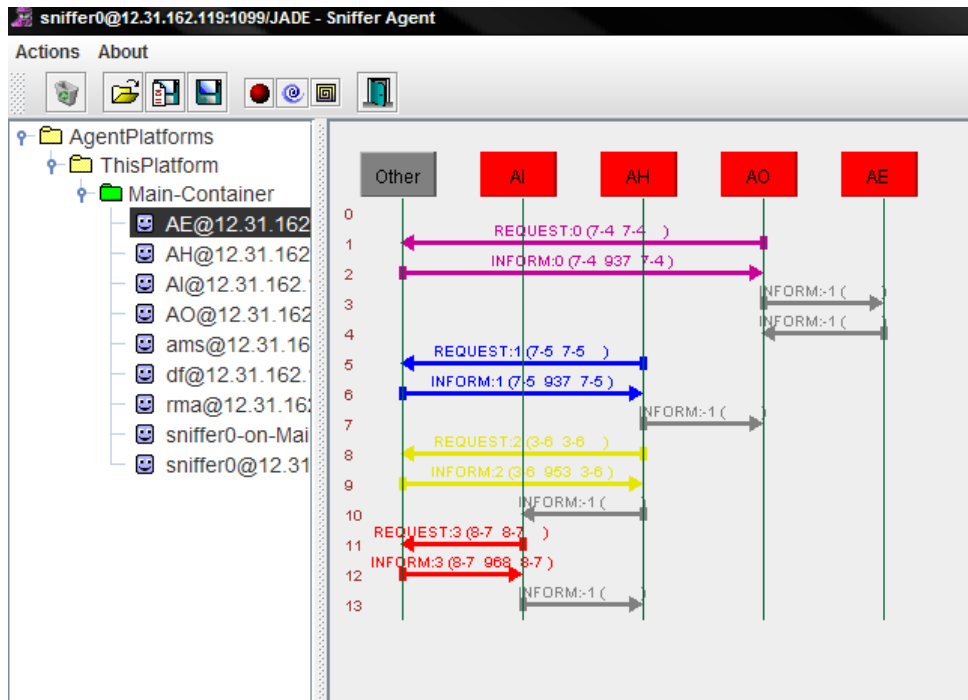 sniffer0@12.31.162.119:1099/JADE - Sniffer Agent
Actions About
AgentPlatforms
ThisPlatform
Main-Container
AE@12.31.162
AH@12.31.162
AI@12.31.162.
AO@12.31.162
ams@12.31.16
df@12.31.162.
rma@12.31.16
sniffer0-on-Mai
sniffer0@12.31
Other AI AH AO AE
0
REQUEST:0 (7-4 7-4 )
1
INFORM:0 (7-4 937 7-4 )
2
INFORM:-1 ( )
3
INFORM:-1 ( )
4
REQUEST:1 (7-5 7-5 )
5
INFORM:1 (7-5 937 7-5 )
6
INFORM:-1 ( )
7
REQUEST:2 (3-6 3-6 )
8
INFORM:2 (3-6 953 3-6 )
9
INFORM:-1 ( )
10
REQUEST:3 (8-7 8-7 )
11
INFORM:3 (8-7 968 8-7 )
12
INFORM:-1 ( )
13